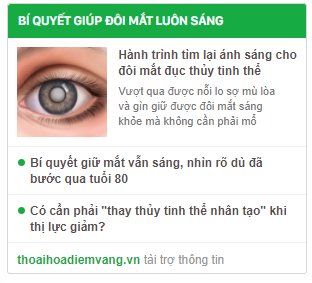 BÍ QUYẾT GIÚP ĐÔI MẮT LUÔN SÁNG
Hành trình tìm lại ánh sáng cho
đôi mắt đục thủy tinh thể
Vượt qua được nỗi lo sợ mù lòa
và gìn giữ được đôi mắt sáng
khỏe mà không cần phải mổ
Bí quyết giữ mắt vẫn sáng, nhìn rõ dù đã
bước qua tuổi 80
Có cần phải "thay thủy tinh thể nhân tạo" khi
thị lực giảm?
thoaihoadiemvang.vn tài trợ thông tin